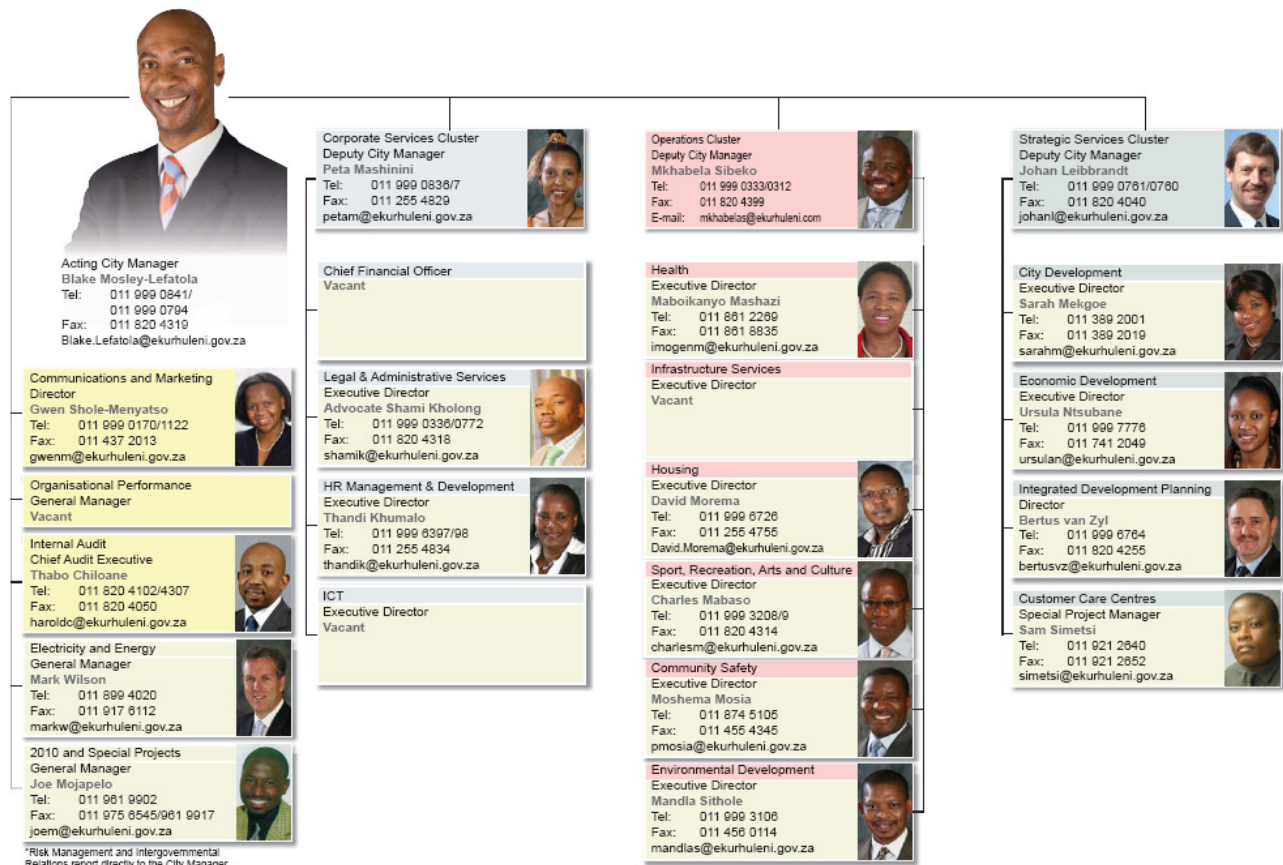 Acting City Manager
Blake Mosley-Lefatola
Tel: 011 999 0841/
011 999 0794
Fax: 011 820 4319
Blake.Lefatola@ekurhuleni.gov.za
Communications and Marketing
Director
Gwen Shole-Menyatso
Tel: 011 999 0170/1122
Fax: 011 437 2013
gwenm@ekurhuleni.gov.za
Organisational Performance
General Manager
Vacant
Internal Audit
Chief Audit Executive
Thabo Chiloane
Tel: 011 820 4102/4307
Fax: 011 820 4050
haroldc@ekurhuleni.gov.za
Electricity and Energy
General Manager
Mark Wilson
Tel: 011 899 4020
Fax: 011 917 6112
markw@ekurhuleni.gov.za
2010 and Special Projects
General Manager
Joe Mojapelo
Tel: 011 961 9902
Fax: 011 975 6545/961 9917
joem@ekurhuleni.gov.za
*Risk Management and Intergovernmental
Relations report directly to the City Manager
Corporate Services Cluster
Deputy City Manager
Peta Mashinini
Tel: 011 999 0836/7
Fax: 011 255 4829
petam@ekurhuleni.gov.za
Chief Financial Officer
Vacant
Legal & Administrative Services
Executive Director
Advocate Shami Kholong
Tel: 011 999 0336/0772
Fax: 011 820 4318
shamik@ekurhuleni.gov.za
HR Management & Development
Executive Director
Thandi Khumalo
Tel: 011 999 6397/98
Fax: 011 255 4834
thandik@ekurhuleni.gov.za
ICT
Executive Director
Vacant
Operations Cluster
Deputy City Manager
Mkhabela Sibeko
Tel: 011 999 0333/0312
Fax: 011 820 4399
E-mail: mkhabelas@ekurhuleni.com
Health
Executive Director
Maboikanyo Mashazi
Tel: 011 861 2269
Fax: 011 861 8835
imogenm@ekurhuleni.gov.za
Infrastructure Services
Executive Director
Vacant
Housing
Executive Director
David Morema
Tel: 011 999 6726
Fax: 011 255 4755
David.Morema@ekurhuleni.gov.za
Sport, Recreation, Arts and Culture
Executive Director
Charles Mabaso
Tel: 011 999 3208/9
Fax: 011 820 4314
charlesm@ekurhuleni.gov.za
Community Safety
Executive Director
Moshema Mosia
Tel: 011 874 5105
Fax: 011 455 4345
pmosia@ekurhuleni.gov.za
Environmental Development
Executive Director
Mandla Sithole
Tel: 011 999 3106
Fax: 011 456 0114
mandlas@ekurhuleni.gov.za
Strategic Services Cluster
Deputy City Manager
Johan Leibbrandt
Tel: 011 999 0761/0760
Fax: 011 820 4040
johanl@ekurhuleni.gov.za
City Development
Executive Director
Sarah Mekgoe
Tel: 011 389 2001
Fax: 011 389 2019
sarahm@ekurhuleni.gov.za
Economic Development
Executive Director
Ursula Ntsubane
Tel: 011 999 7776
Fax: 011 741 2049
ursulan@ekurhuleni.gov.za
Integrated Development Planning
Director
Bertus van Zyl
Tel: 011 999 6764
Fax: 011 820 4255
bertusvz@ekurhuleni.gov.za
Customer Care Centres
Special Project Manager
Sam Simetsi
Tel: 011 921 2640
Fax: 011 921 2652
simetsi@ekurhuleni.gov.za